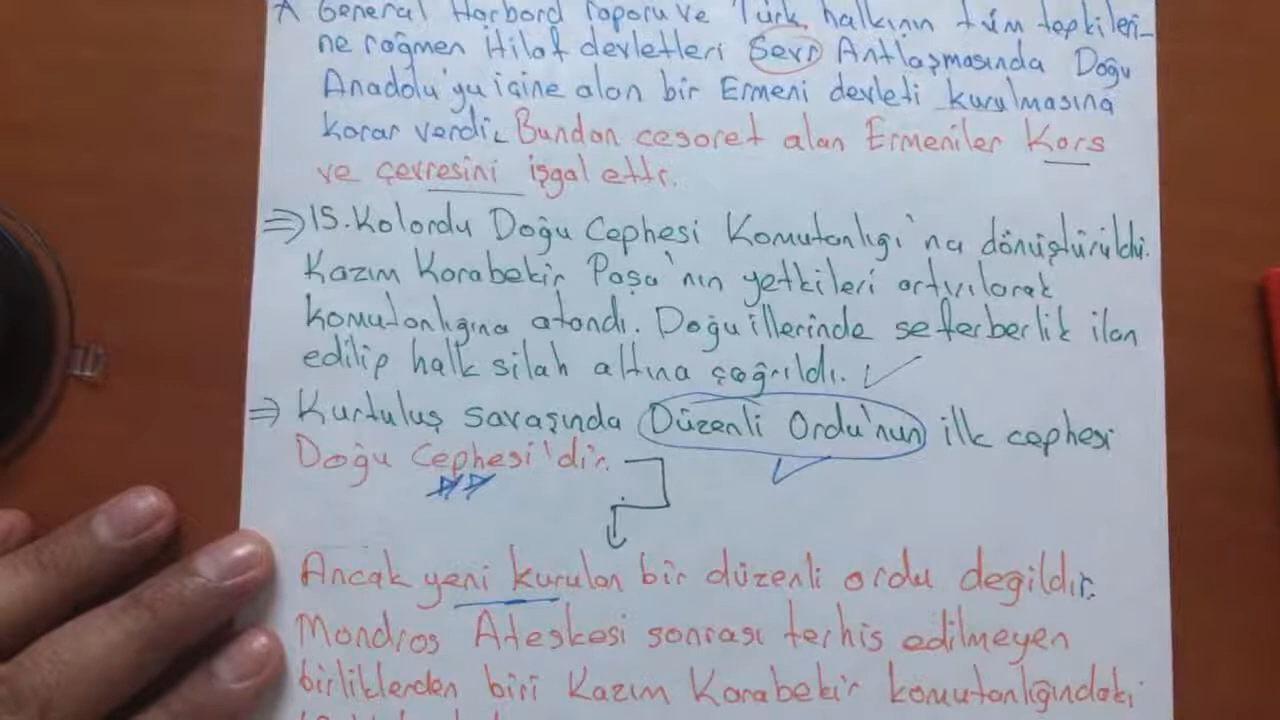 General Harbord raporu ve Türk halkının tüm tepkileri-
ne rağmen İtilaf devletleri Sevr Antlaşmasında Doğu
Anadolu'yu içine alan bir Ermeni devleti kurulmasına
karar verdi. Bundan cesaret alan Ermeniler Kars
ve çevresini işgal etti.
⇒ 15. Kolordu Doğu Cephesi Komutanlığı'na dönüştürüldü.
Kazım Karabekir Paşa'nın yetkileri artırılarak
komutanlığına atandı. Doğu illerinde seferberlik ilan
edilip halk silah altına çağrıldı.
⇒ Kurtuluş savaşında Düzenli Ordu'nun ilk cephesi
Doğu Cephesi'dir.
Ancak yeni kurulan bir düzenli ordu değildir.
Mondros Ateşkesi sonrası terhis edilmeyen
birliklerden biri Kazım Karabekir komutanlığındaki